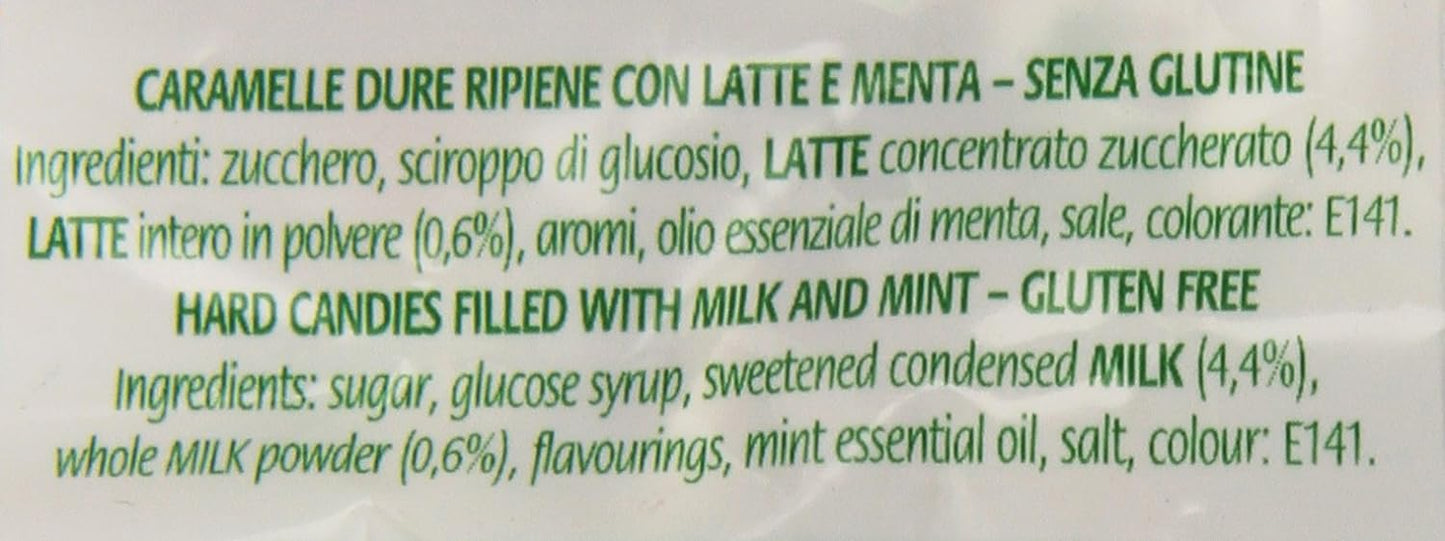 CARAMELLE DURE RIPIENE CON LATTE E MENTA – SENZA GLUTINE
Ingredienti: zucchero, sciroppo di glucosio, LATTE concentrato zuccherato (4,4%),
LATTE intero in polvere (0,6%), aromi, olio essenziale di menta, sale, colorante: E141.
HARD CANDIES FILLED WITH MILK AND MINT – GLUTEN FREE
Ingredients: sugar, glucose syrup, sweetened condensed MILK (4,4%),
whole MILK powder (0,6%), flavourings, mint essential oil, salt, colour: E141.